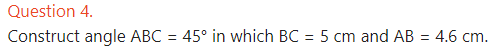 Question 4.
Construct angle ABC = 45° in which BC = 5 cm and AB = 4.6 cm.